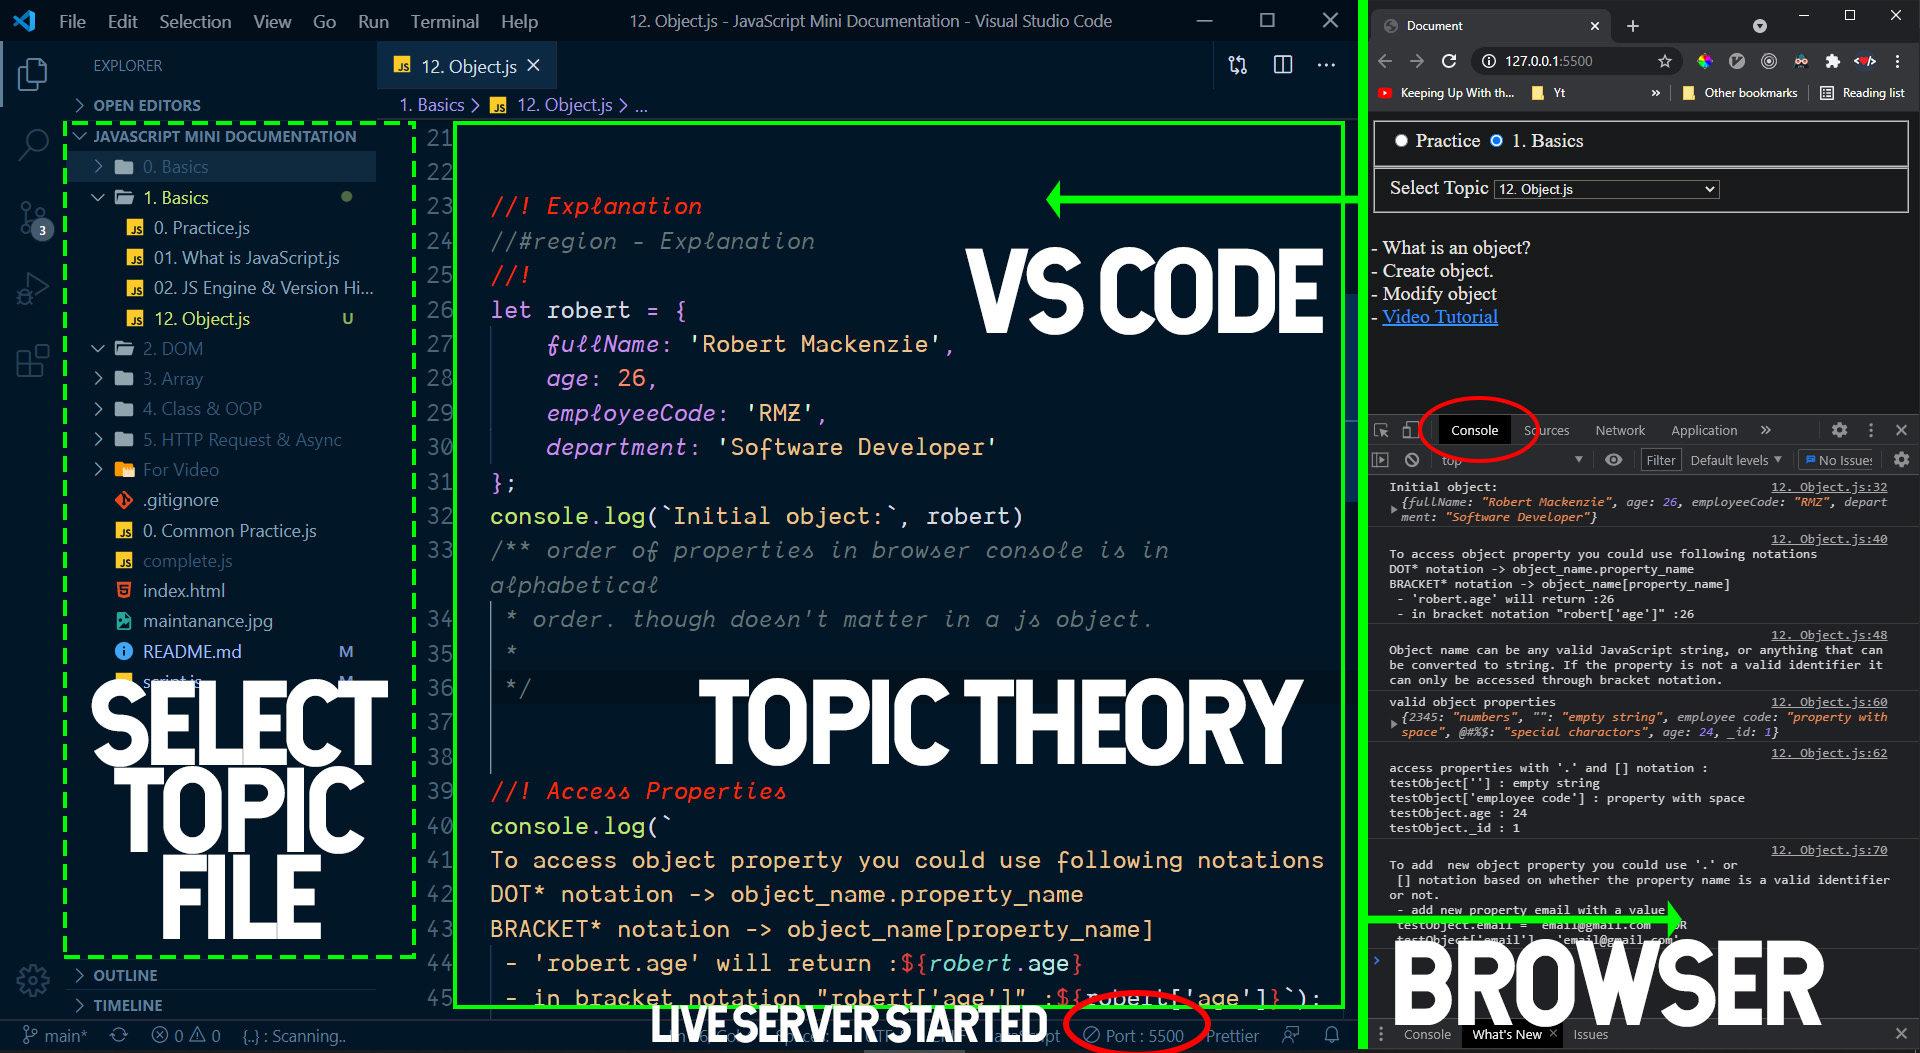 File Edit Selection View Go Run Terminal Help
12. Object.js - JavaScript Mini Documentation - Visual Studio Code
EXPLORER
OPEN EDITORS
JAVASCRIPT MINI DOCUMENTATION
0. Basics
1. Basics
0. Practice.js
01. What is JavaScript.js
02. JS Engine & Version Hi...
12. Object.js U
2. DOM
3. Array
4. Class & OOP
5. HTTP Request & Async
For Video
.gitignore
0. Common Practice.js
complete.js
index.html
maintanance.jpg
README.md M
script.js M
SELECT
TOPIC
FILE
OUTLINE
TIMELINE
3
12. Object.js
1. Basics > 12. Object.js > ...
21
22
23 //! Explanation
24 //#region - Explanation
25 //!
26 let robert = {
27 fullName: 'Robert Mackenzie',
28 age: 26,
29 employeeCode: 'RMZ',
30 department: 'Software Developer'
31 };
32 console.log(`Initial object:`, robert)
33 /** order of properties in browser console is in
alphabetical
34 * order. though doesn't matter in a js object.
35 *
36 */
37
38
39 //! Access Properties
40 console.log(`
41 To access object property you could use following notations
42 DOT* notation -> object_name.property_name
43 BRACKET* notation -> object_name[property_name]
44 - 'robert.age' will return :${robert.age}
45 - in bracket notation "robert['age']" :${robert['age']}`);
VS CODE
TOPIC THEORY
LIVE SERVER STARTED
main* 0 0 {..} : Scanning..
Port : 5500 Prettier
Document
127.0.0.1:5500
Keeping Up With th... Yt » Other bookmarks Reading list
Practice 1. Basics
Select Topic 12. Object.js
- What is an object?
- Create object.
- Modify object
- Video Tutorial
Console Sources Network Application »
top Filter Default levels No Issues
Initial object: 12. Object.js:32
{fullName: "Robert Mackenzie", age: 26, employeeCode: "RMZ", depart
ment: "Software Developer"}
12. Object.js:40
To access object property you could use following notations
DOT* notation -> object_name.property_name
BRACKET* notation -> object_name[property_name]
- 'robert.age' will return :26
- in bracket notation "robert['age']" :26
12. Object.js:48
Object name can be any valid JavaScript string, or anything that can
be converted to string. If the property is not a valid identifier it
can only be accessed through bracket notation.
valid object properties 12. Object.js:60
{2345: "numbers", "": "empty string", employee code: "property with
space", @#%$: "special charactors", age: 24, _id: 1}
12. Object.js:62
access properties with '.' and [] notation :
testObject[''] : empty string
testObject['employee code'] : property with space
testObject.age : 24
testObject._id : 1
12. Object.js:70
To add new object property you could use '.' or
[] notation based on whether the property name is a valid identifier
or not.
- add new property email with a value
testobject.email = email@gmail.com OR
testObject['email'] 'email@gmail.com'
BROWSER
Console What's New Issues